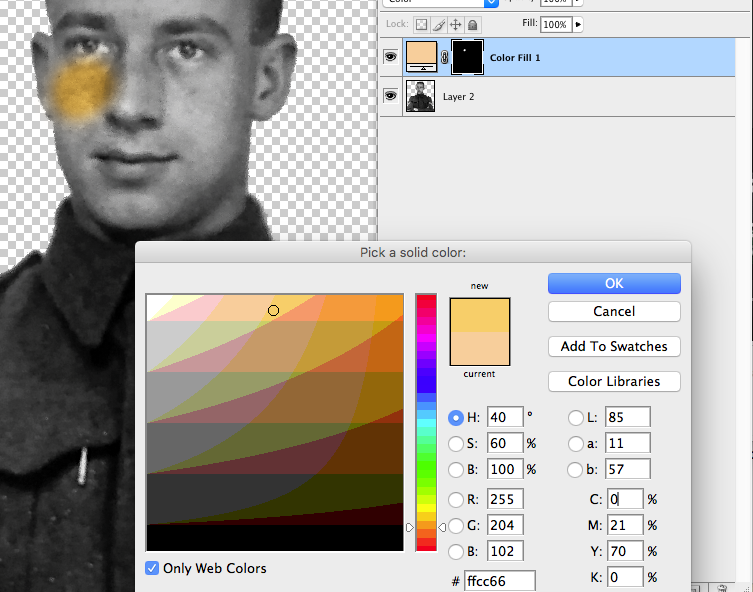 Color
100%
Lock:
Fill: 100%
Color Fill 1
Layer 2
Pick a solid color:
new
current
OK
Cancel
Add To Swatches
Color Libraries
H: 40 °
S: 60 %
B: 100 %
R: 255
G: 204
B: 102
# ffcc66
L: 85
a: 11
b: 57
C: 0 %
M: 21 %
Y: 70 %
K: 0 %
Only Web Colors